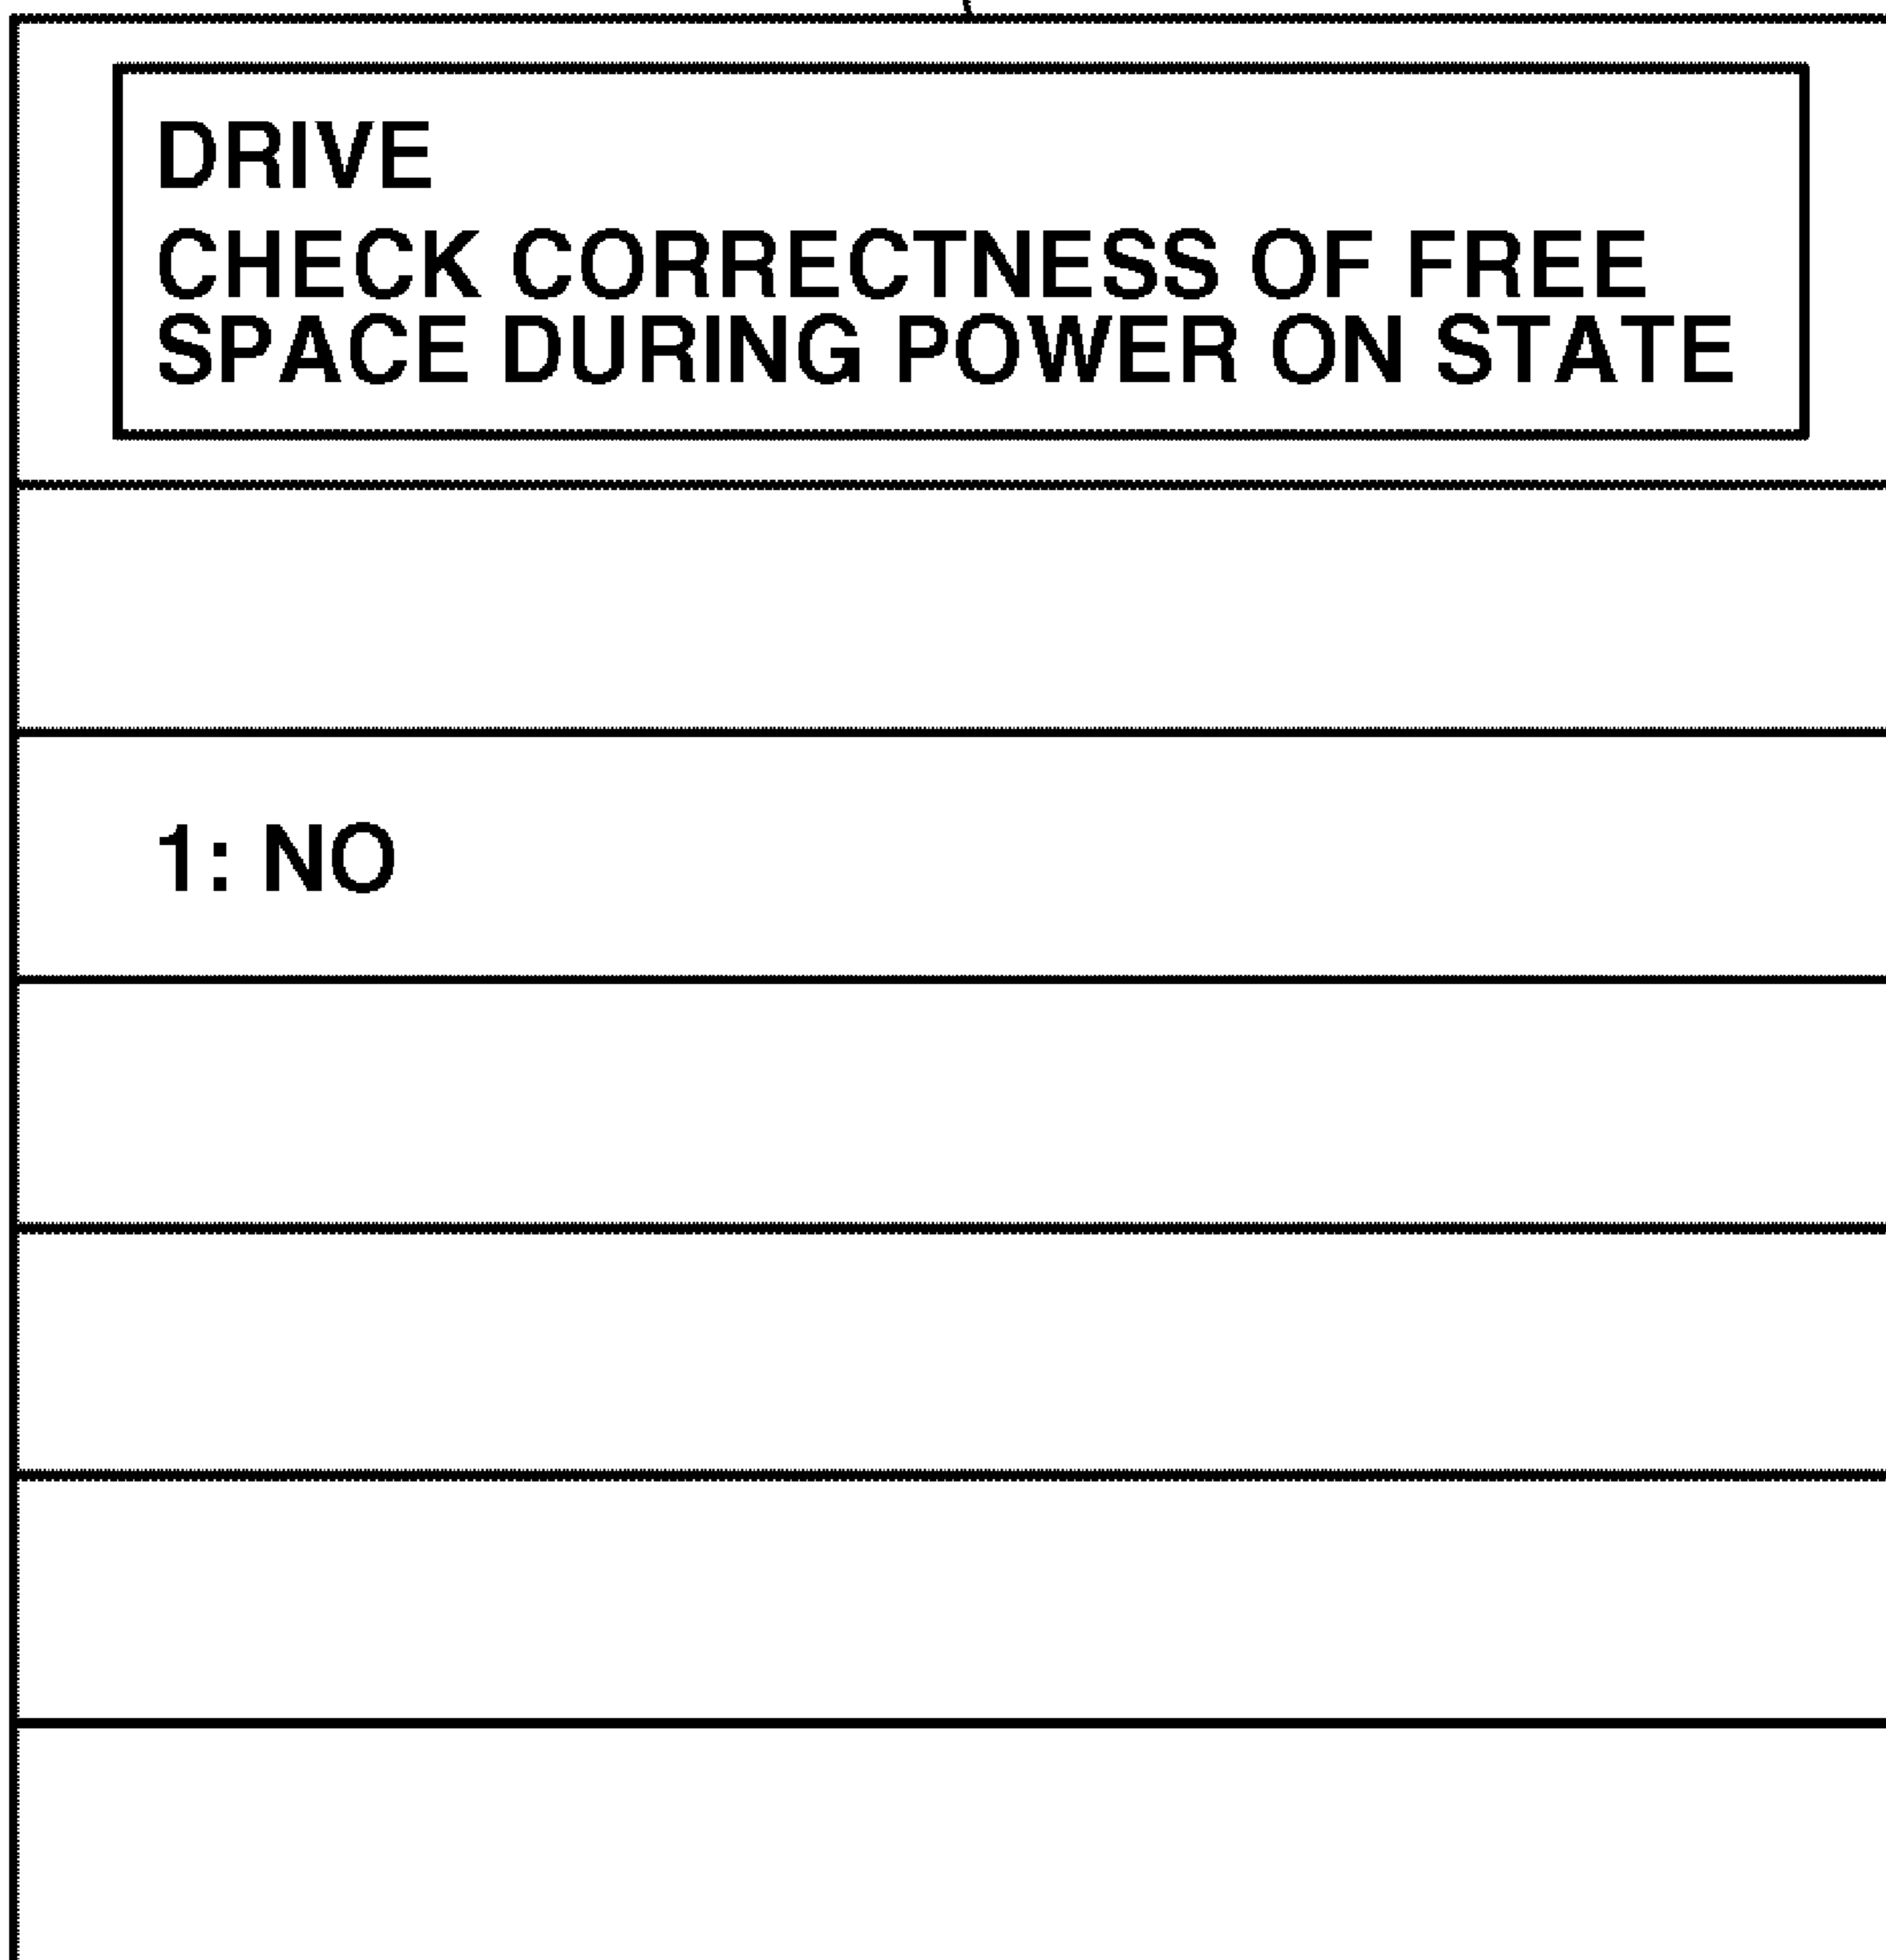 DRIVE
CHECK CORRECTNESS OF FREE
SPACE DURING POWER ON STATE
1: NO